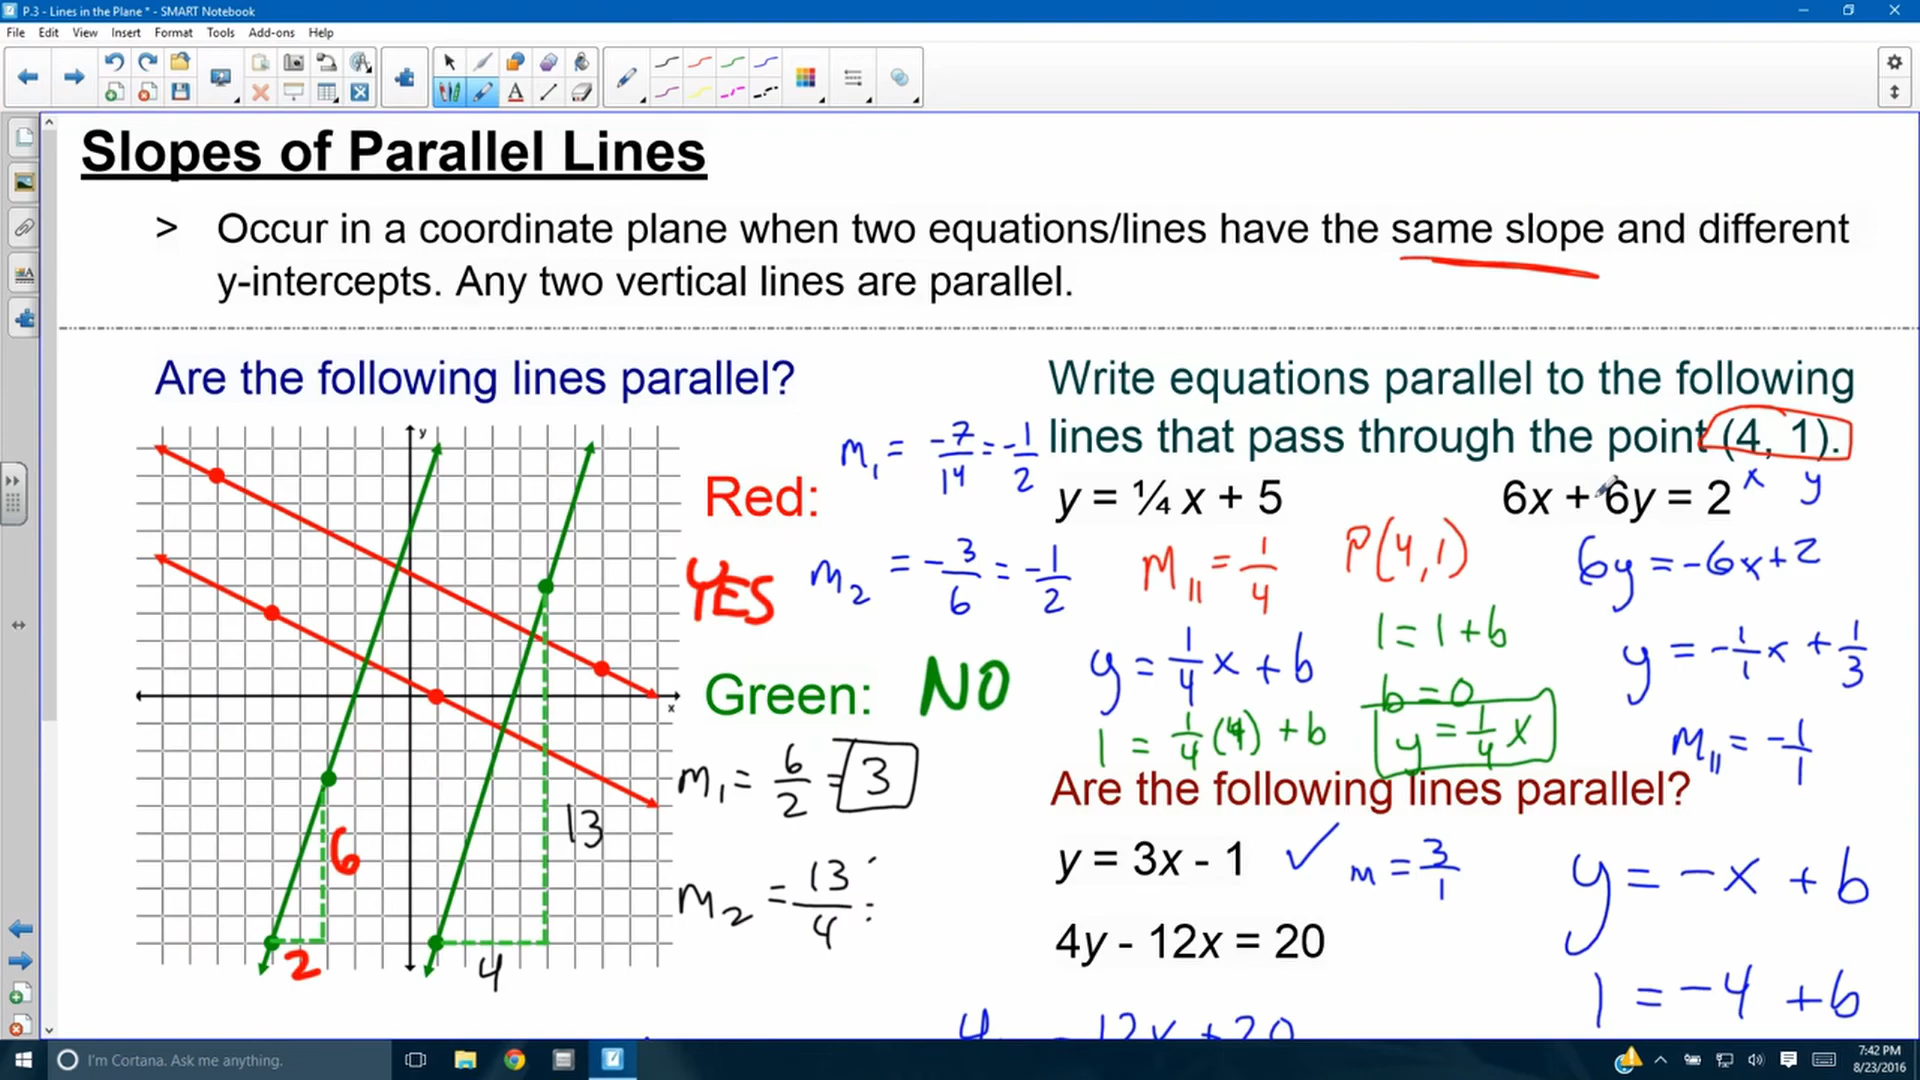 P.3 - Lines in the Plane * - SMART Notebook
File Edit View Insert Format Tools Add-ons Help
Slopes of Parallel Lines
> Occur in a coordinate plane when two equations/lines have the same slope and different
y-intercepts. Any two vertical lines are parallel.
Are the following lines parallel?
y
x
6
2
13
4
Red:
YES
m₁ = -7/14 = -1/2
m₂ = -3/6 = -1/2
Green: NO
m₁ = 6/2 = 3
m₂ = 13/4 =
Write equations parallel to the following
lines that pass through the point (4, 1).
x y
y = ¼ x + 5
m|| = 1/4
P(4,1)
y = 1/4 x + b
1 = 1/4 (4) + b
1 = 1 + b
b = 0
y = 1/4 x
6x + 6y = 2
6y = -6x + 2
y = -1/1 x + 1/3
m|| = -1/1
y = -x + b
1 = -4 + b
Are the following lines parallel?
y = 3x - 1 ✓ m = 3/1
4y - 12x = 20
I'm Cortana. Ask me anything.
7:42 PM
8/23/2016